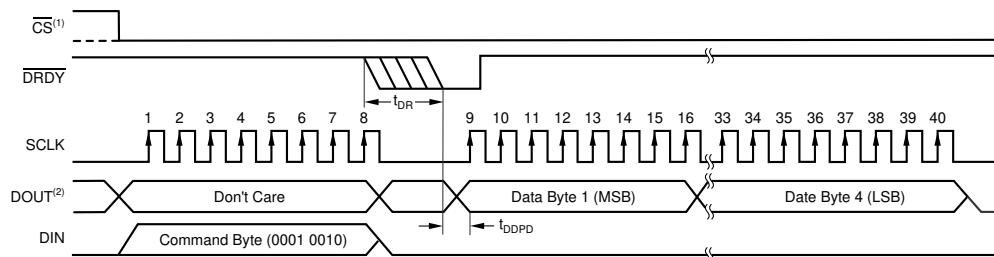 CS(1)
DRDY
tDR
1 2 3 4 5 6 7 8 9 10 11 12 13 14 15 16 33 34 35 36 37 38 39 40
SCLK
DOUT(2) Don't Care Data Byte 1 (MSB) Date Byte 4 (LSB)
tDDPD
DIN Command Byte (0001 0010)